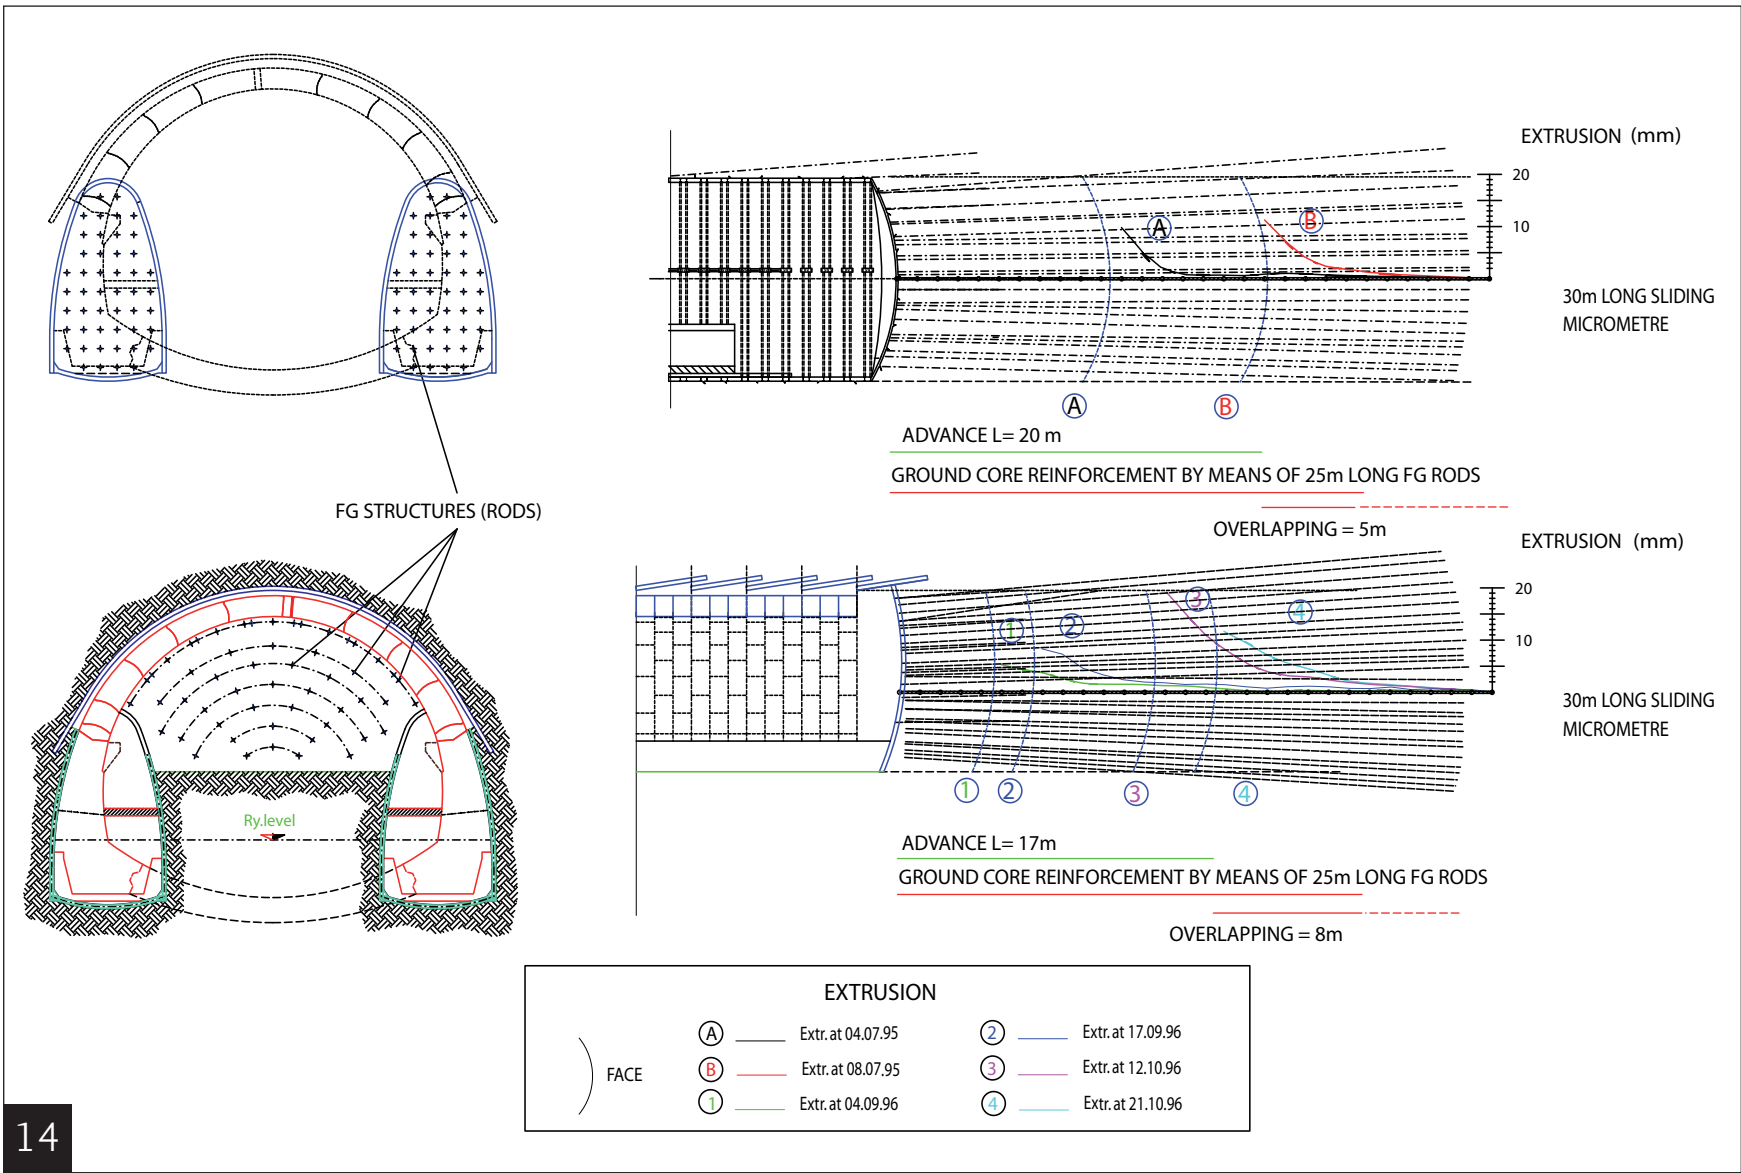 EXTRUSION (mm)
20
A
B
10
30m LONG SLIDING
MICROMETRE
A
B
ADVANCE L= 20 m
GROUND CORE REINFORCEMENT BY MEANS OF 25m LONG FG RODS
FG STRUCTURES (RODS)
OVERLAPPING = 5m
EXTRUSION (mm)
20
3
4
1
2
10
30m LONG SLIDING
MICROMETRE
1
2
3
4
Ry.level
ADVANCE L= 17m
GROUND CORE REINFORCEMENT BY MEANS OF 25m LONG FG RODS
OVERLAPPING = 8m
EXTRUSION
A Extr. at 04.07.95
2 Extr. at 17.09.96
FACE
B Extr. at 08.07.95
3 Extr. at 12.10.96
1 Extr. at 04.09.96
4 Extr. at 21.10.96
14